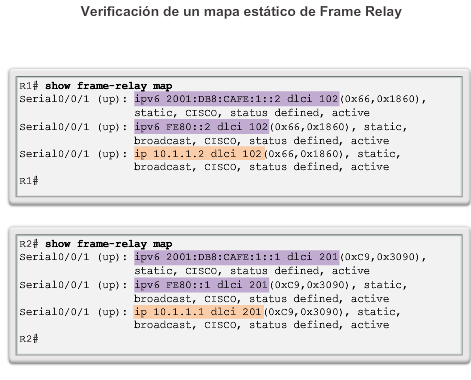 Verificación de un mapa estático de Frame Relay
R1# show frame-relay map
Serial0/0/1 (up): ipv6 2001:DB8:CAFE:1::2 dlci 102(0x66,0x1860),
static, CISCO, status defined, active
Serial0/0/1 (up): ipv6 FE80::2 dlci 102(0x66,0x1860), static,
broadcast, CISCO, status defined, active
Serial0/0/1 (up): ip 10.1.1.2 dlci 102(0x66,0x1860), static,
broadcast, CISCO, status defined, active
R1#
R2# show frame-relay map
Serial0/0/1 (up): ipv6 2001:DB8:CAFE:1::1 dlci 201(0xC9,0x3090),
static, CISCO, status defined, active
Serial0/0/1 (up): ipv6 FE80::1 dlci 201(0xC9,0x3090), static,
broadcast, CISCO, status defined, active
Serial0/0/1 (up): ip 10.1.1.1 dlci 201(0xC9,0x3090), static,
broadcast, CISCO, status defined, active
R2#